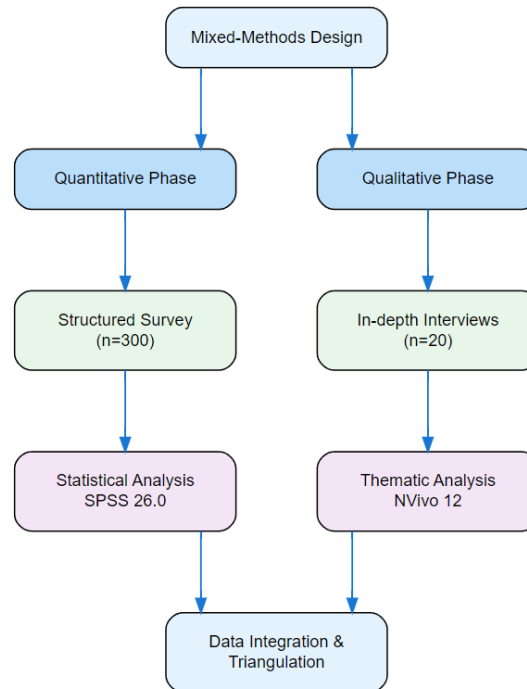 Mixed-Methods Design
Quantitative Phase
Qualitative Phase
Structured Survey
(n=300)
In-depth Interviews
(n=20)
Statistical Analysis
SPSS 26.0
Thematic Analysis
NVivo 12
Data Integration &
Triangulation